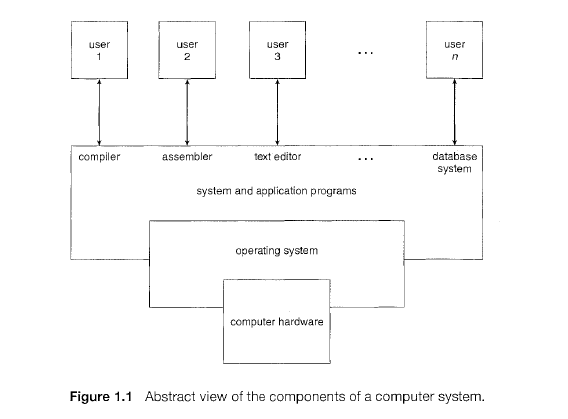 user user user ... user
1 2 3 n
compiler assembler text editor ... database
system
system and application programs
operating system
computer hardware
Figure 1.1 Abstract view of the components of a computer system.